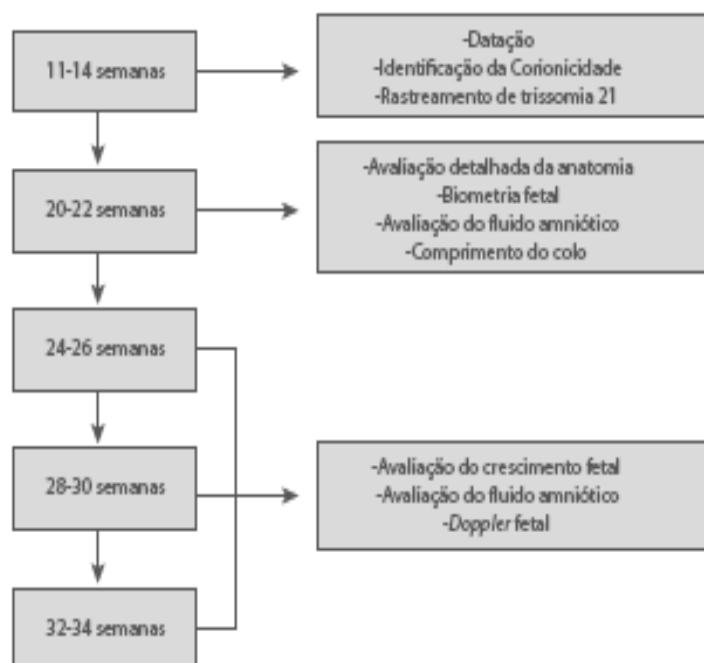 11-14 semanas
-Datação
-Identificação da Corionicidade
-Rastreamento de trissomia 21
20-22 semanas
-Avaliação detalhada da anatomia
-Biometria fetal
-Avaliação do fluido amniótico
-Comprimento do colo
24-26 semanas
28-30 semanas
-Avaliação do crescimento fetal
-Avaliação do fluido amniótico
-Doppler fetal
32-34 semanas